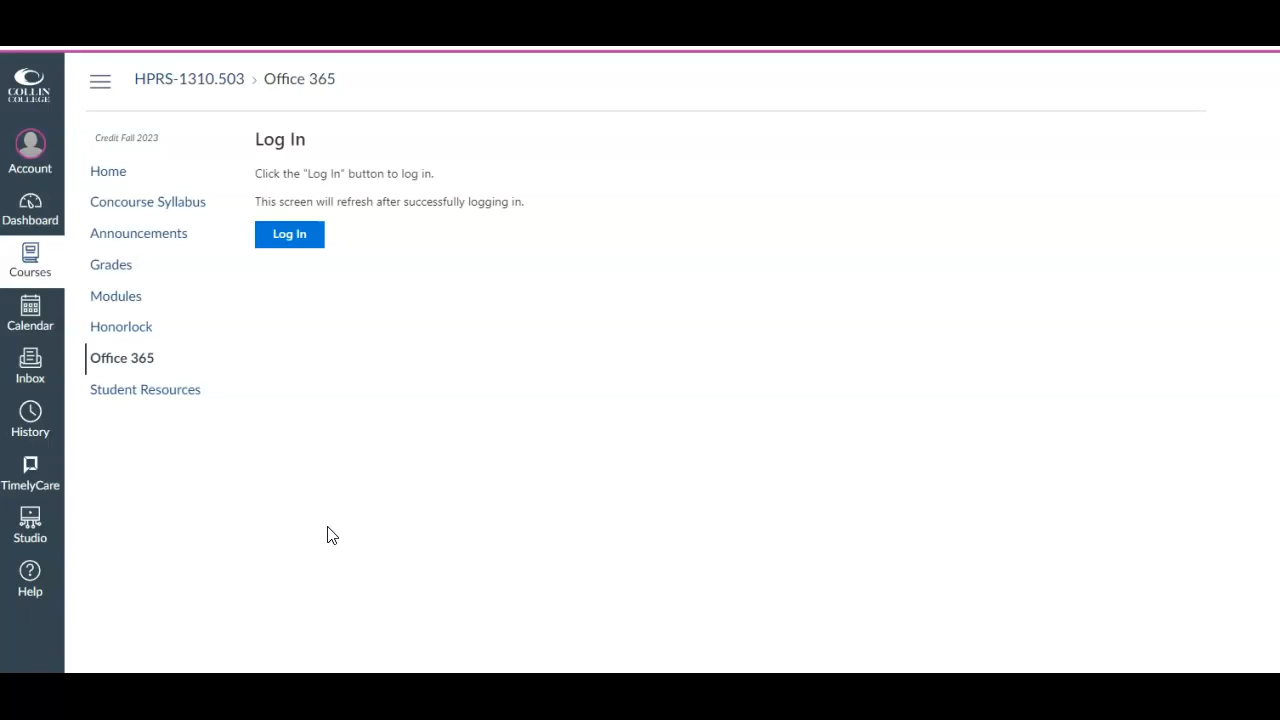 COLLIN
COLLEGE
Account
Dashboard
Courses
Calendar
Inbox
History
TimelyCare
Studio
Help
HPRS-1310.503 › Office 365
Credit Fall 2023
Home
Concourse Syllabus
Announcements
Grades
Modules
Honorlock
Office 365
Student Resources
Log In
Click the "Log In" button to log in.
This screen will refresh after successfully logging in.
Log In